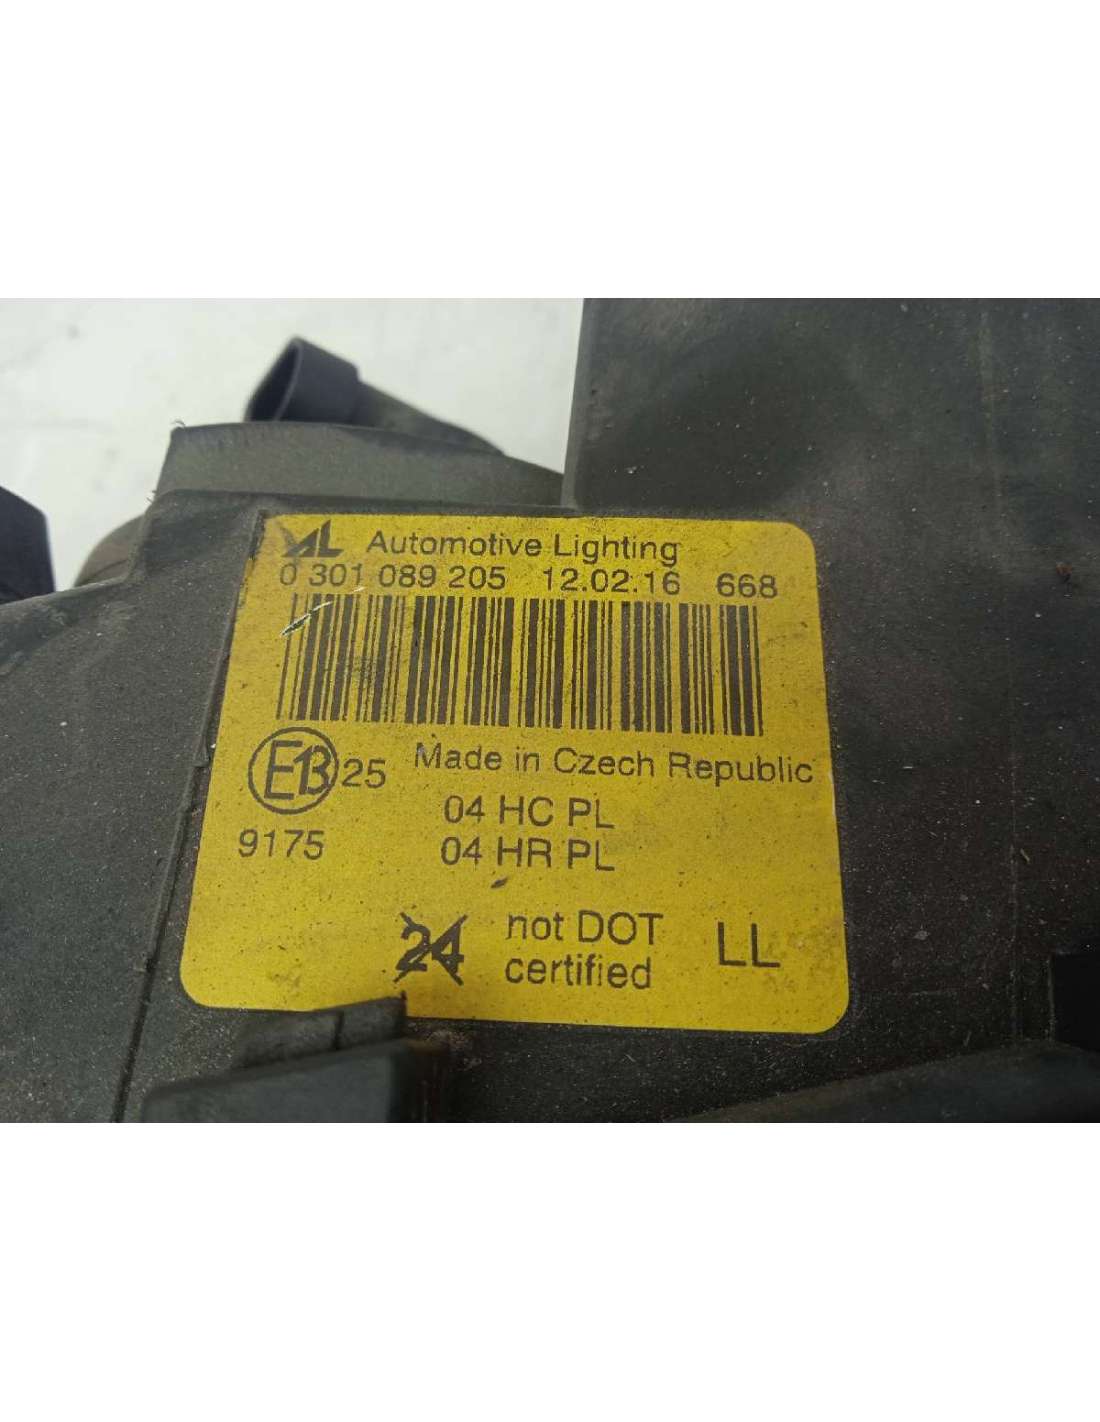 AL Automotive Lighting
0 301 089 205 12.02.16 668
E13 25 Made in Czech Republic
04 HC PL
9175 04 HR PL
24 not DOT
certified LL